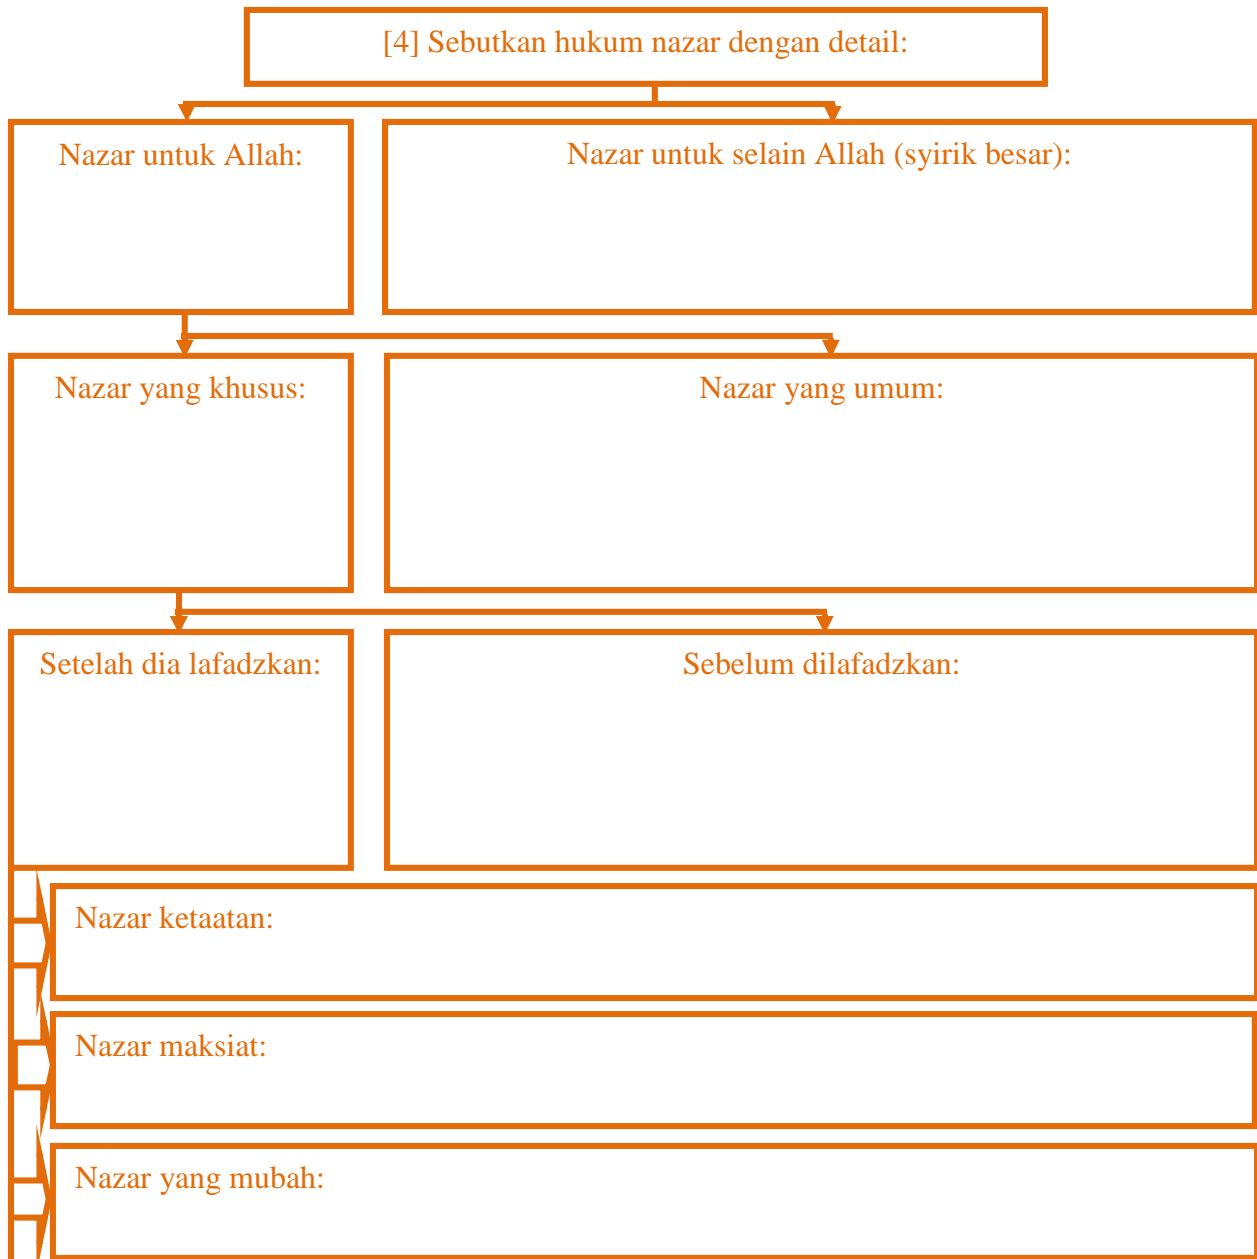 [4] Sebutkan hukum nazar dengan detail:
Nazar untuk Allah:
Nazar untuk selain Allah (syirik besar):
Nazar yang khusus:
Nazar yang umum:
Setelah dia lafadzkan:
Sebelum dilafadzkan:
Nazar ketaatan:
Nazar maksiat:
Nazar yang mubah: